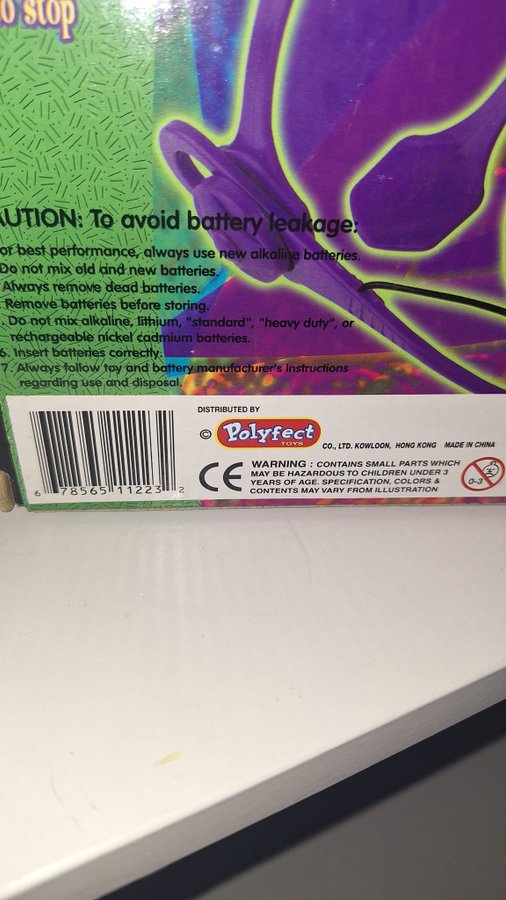 to stop
AUTION: To avoid battery leakage:
or best performance, always use new alkaline batteries.
Do not mix old and new batteries.
Always remove dead batteries.
Remove batteries before storing.
. Do not mix alkaline, lithium, "standard", "heavy duty", or
rechargeable nickel cadmium batteries.
6. Insert batteries correctly.
7. Always follow toy and battery manufacturer's Instructions
regarding use and disposal.
DISTRIBUTED BY
© Polyfect
TOYS
CO., LTD. KOWLOON, HONG KONG MADE IN CHINA
CE WARNING : CONTAINS SMALL PARTS WHICH
MAY BE HAZARDOUS TO CHILDREN UNDER 3
YEARS OF AGE. SPECIFICATION, COLORS &
CONTENTS MAY VARY FROM ILLUSTRATION
0-3
6 78565 11223 2